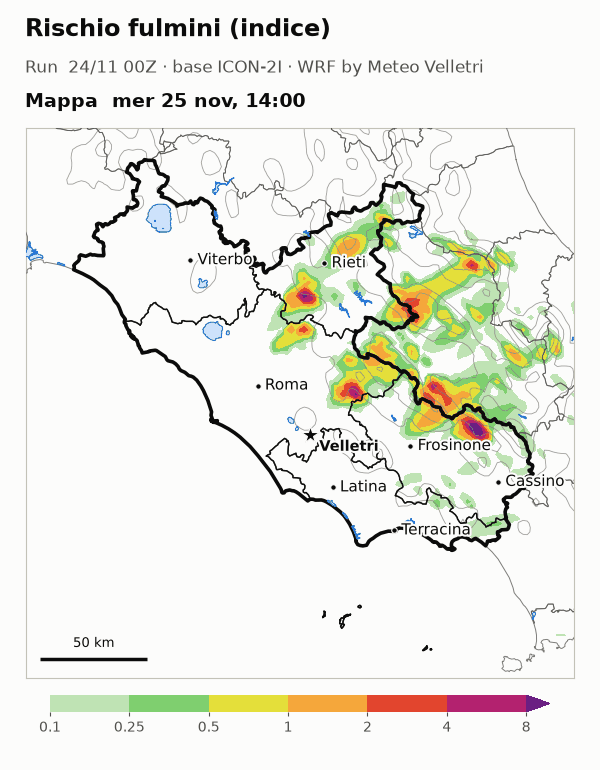 Rischio fulmini (indice)
Run  24/11 00Z · base ICON-2I · WRF by Meteo Velletri
Mappa  mer 25 nov, 14:00
Viterbo
Rieti
Roma
Velletri
Frosinone
Latina
Cassino
Terracina
50 km
0.1 0.25 0.5 1 2 4 8